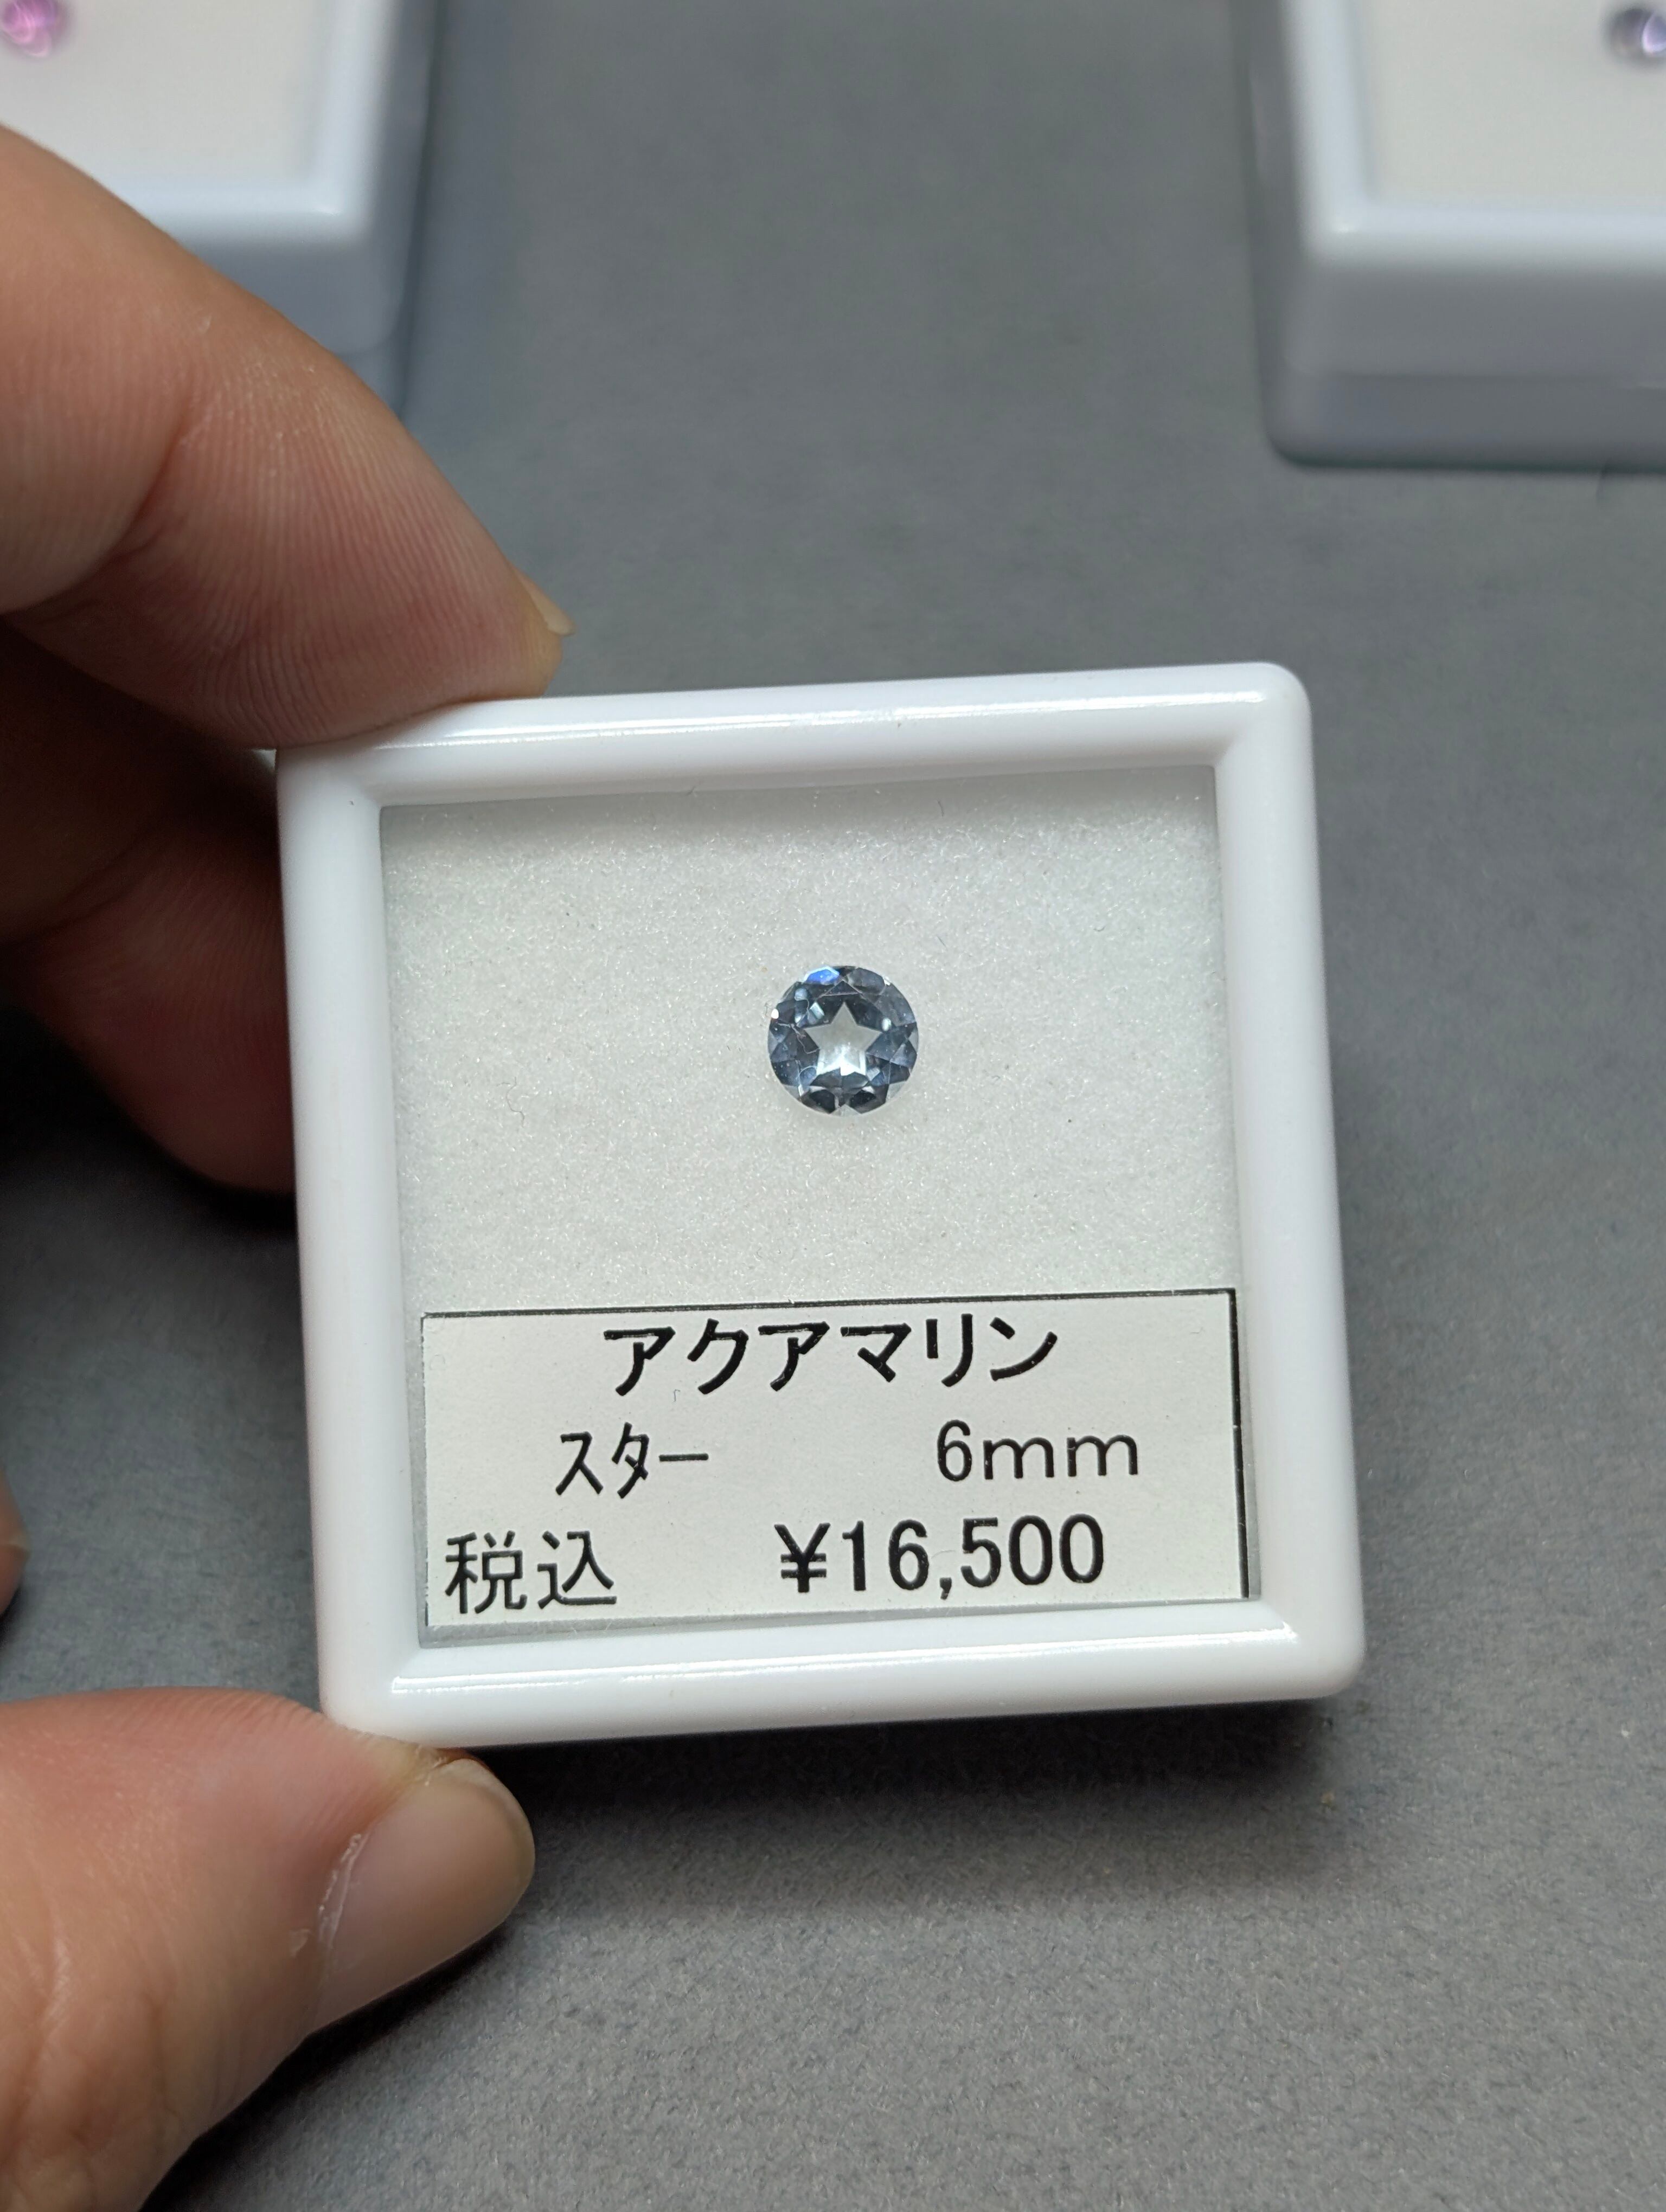 アクアマリン
スター 6mm
税込 ¥16,500